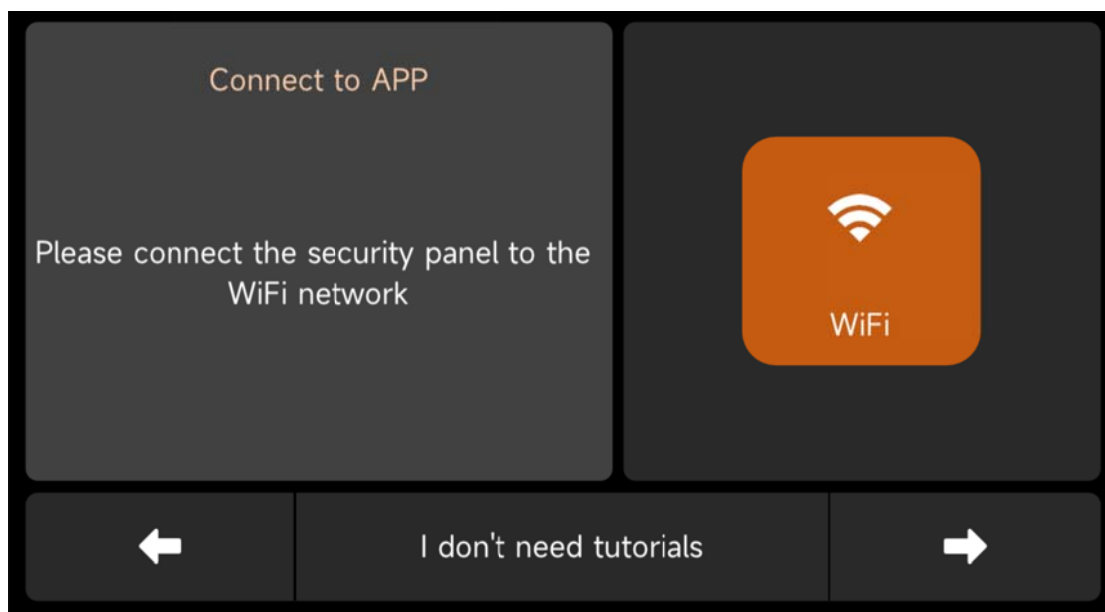 Connect to APP
Please connect the security panel to the
WiFi network
WiFi
I don't need tutorials